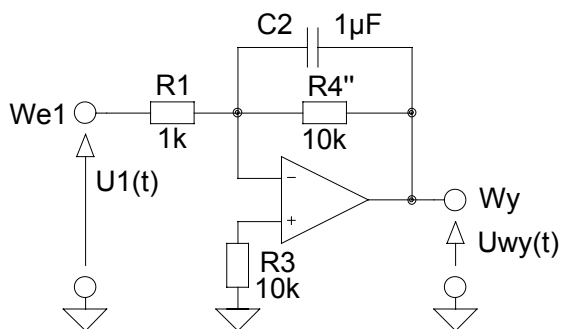 C2 1µF
R1 R4"
We1
1k 10k
U1(t)
−
+
Wy
R3
10k
Uwy(t)